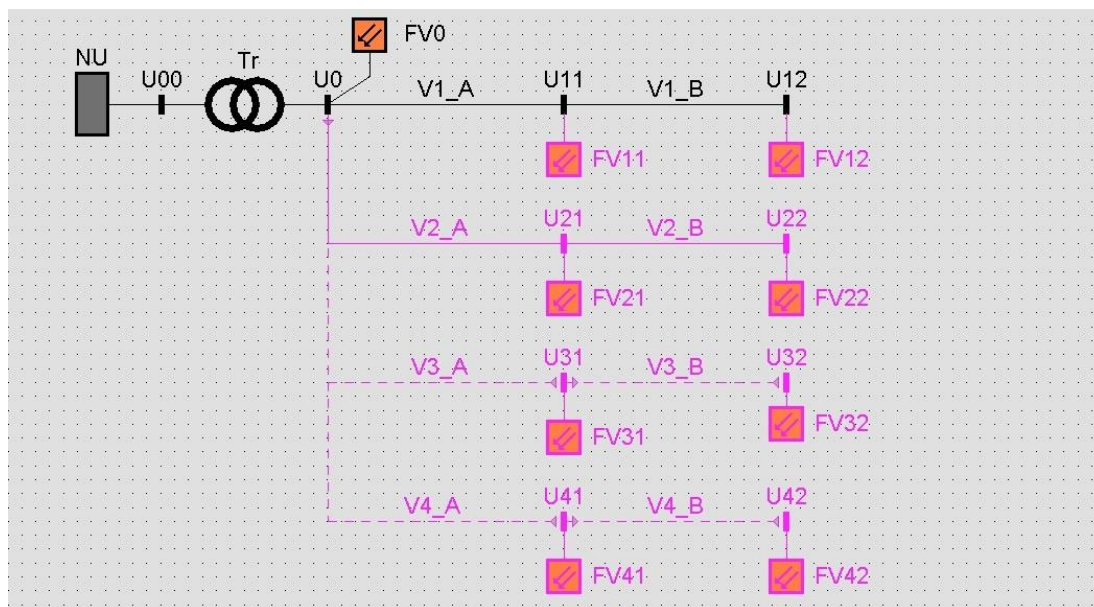 FV0
NU
U00
Tr
U0
V1_A
U11
V1_B
U12
FV11
FV12
V2_A
U21
V2_B
U22
FV21
FV22
V3_A
U31
V3_B
U32
FV31
FV32
V4_A
U41
V4_B
U42
FV41
FV42